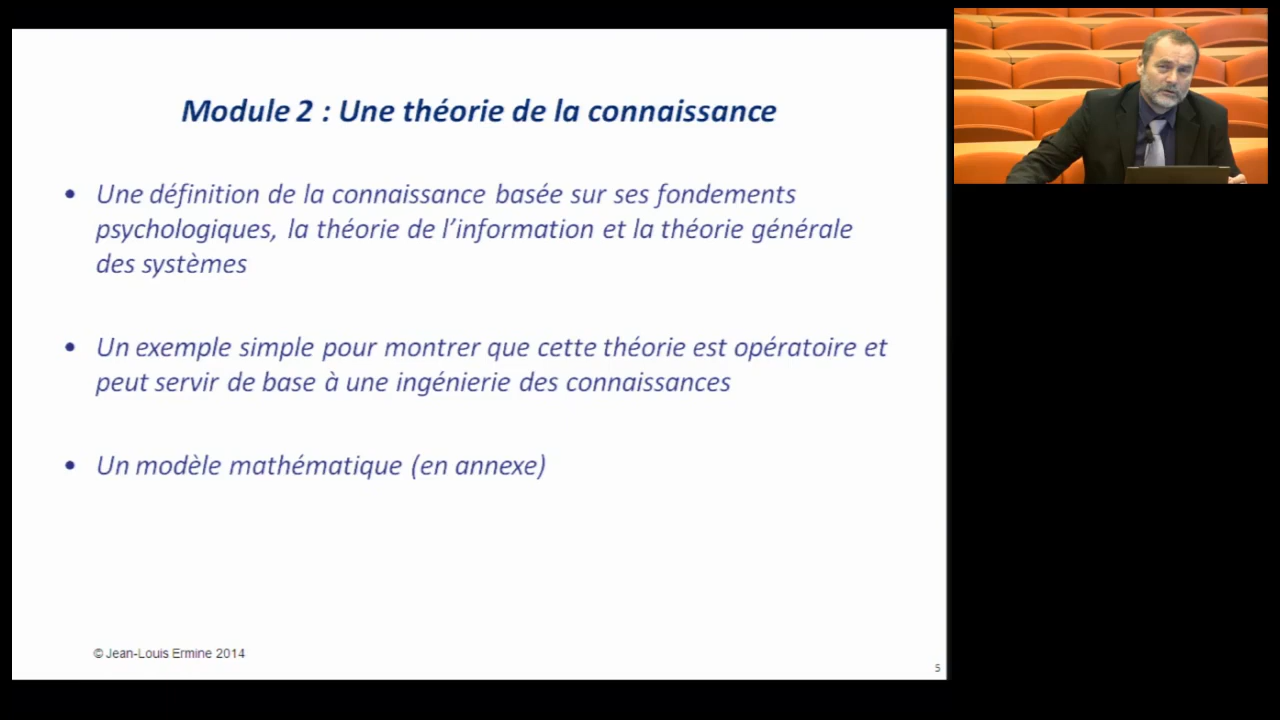 Module 2 : Une théorie de la connaissance
• Une définition de la connaissance basée sur ses fondements
psychologiques, la théorie de l’information et la théorie générale
des systèmes
• Un exemple simple pour montrer que cette théorie est opératoire et
peut servir de base à une ingénierie des connaissances
• Un modèle mathématique (en annexe)
© Jean-Louis Ermine 2014
5